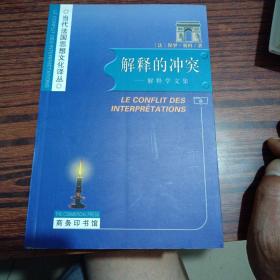 当代法国思想文化译丛
[法] 保罗·利科 / 著
解释的冲突
——解释学文集
LE CONFLIT DES
INTERPRÉTATIONS
THE COMMERCIAL PRESS
商务印书馆